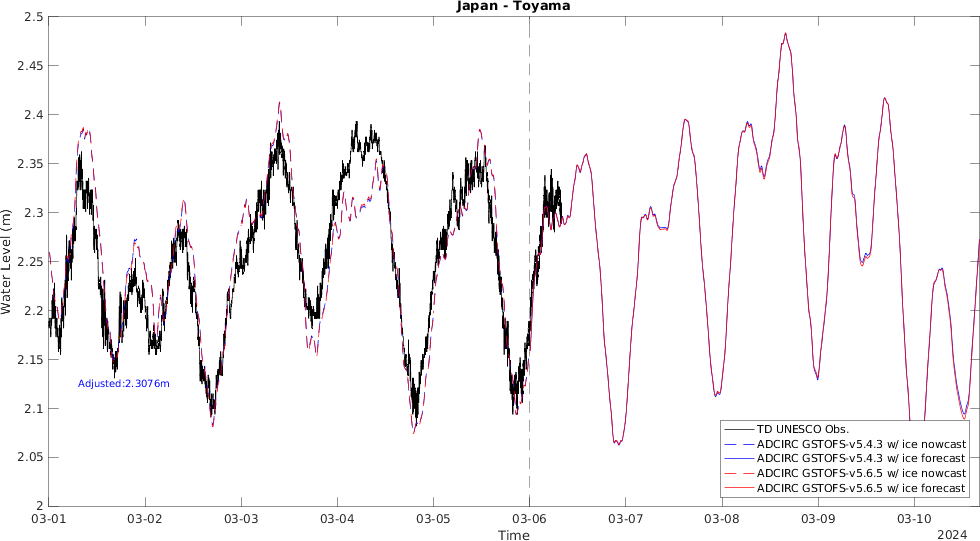 Japan - Toyama
2.5
2.45
2.4
2.35
2.3
2.25
2.2
2.15
2.1
2.05
2
Water Level (m)
Adjusted:2.3076m
TD UNESCO Obs.
ADCIRC GSTOFS-v5.4.3 w/ ice nowcast
ADCIRC GSTOFS-v5.4.3 w/ ice forecast
ADCIRC GSTOFS-v5.6.5 w/ ice nowcast
ADCIRC GSTOFS-v5.6.5 w/ ice forecast
03-01 03-02 03-03 03-04 03-05 03-06 03-07 03-08 03-09 03-10
Time
2024